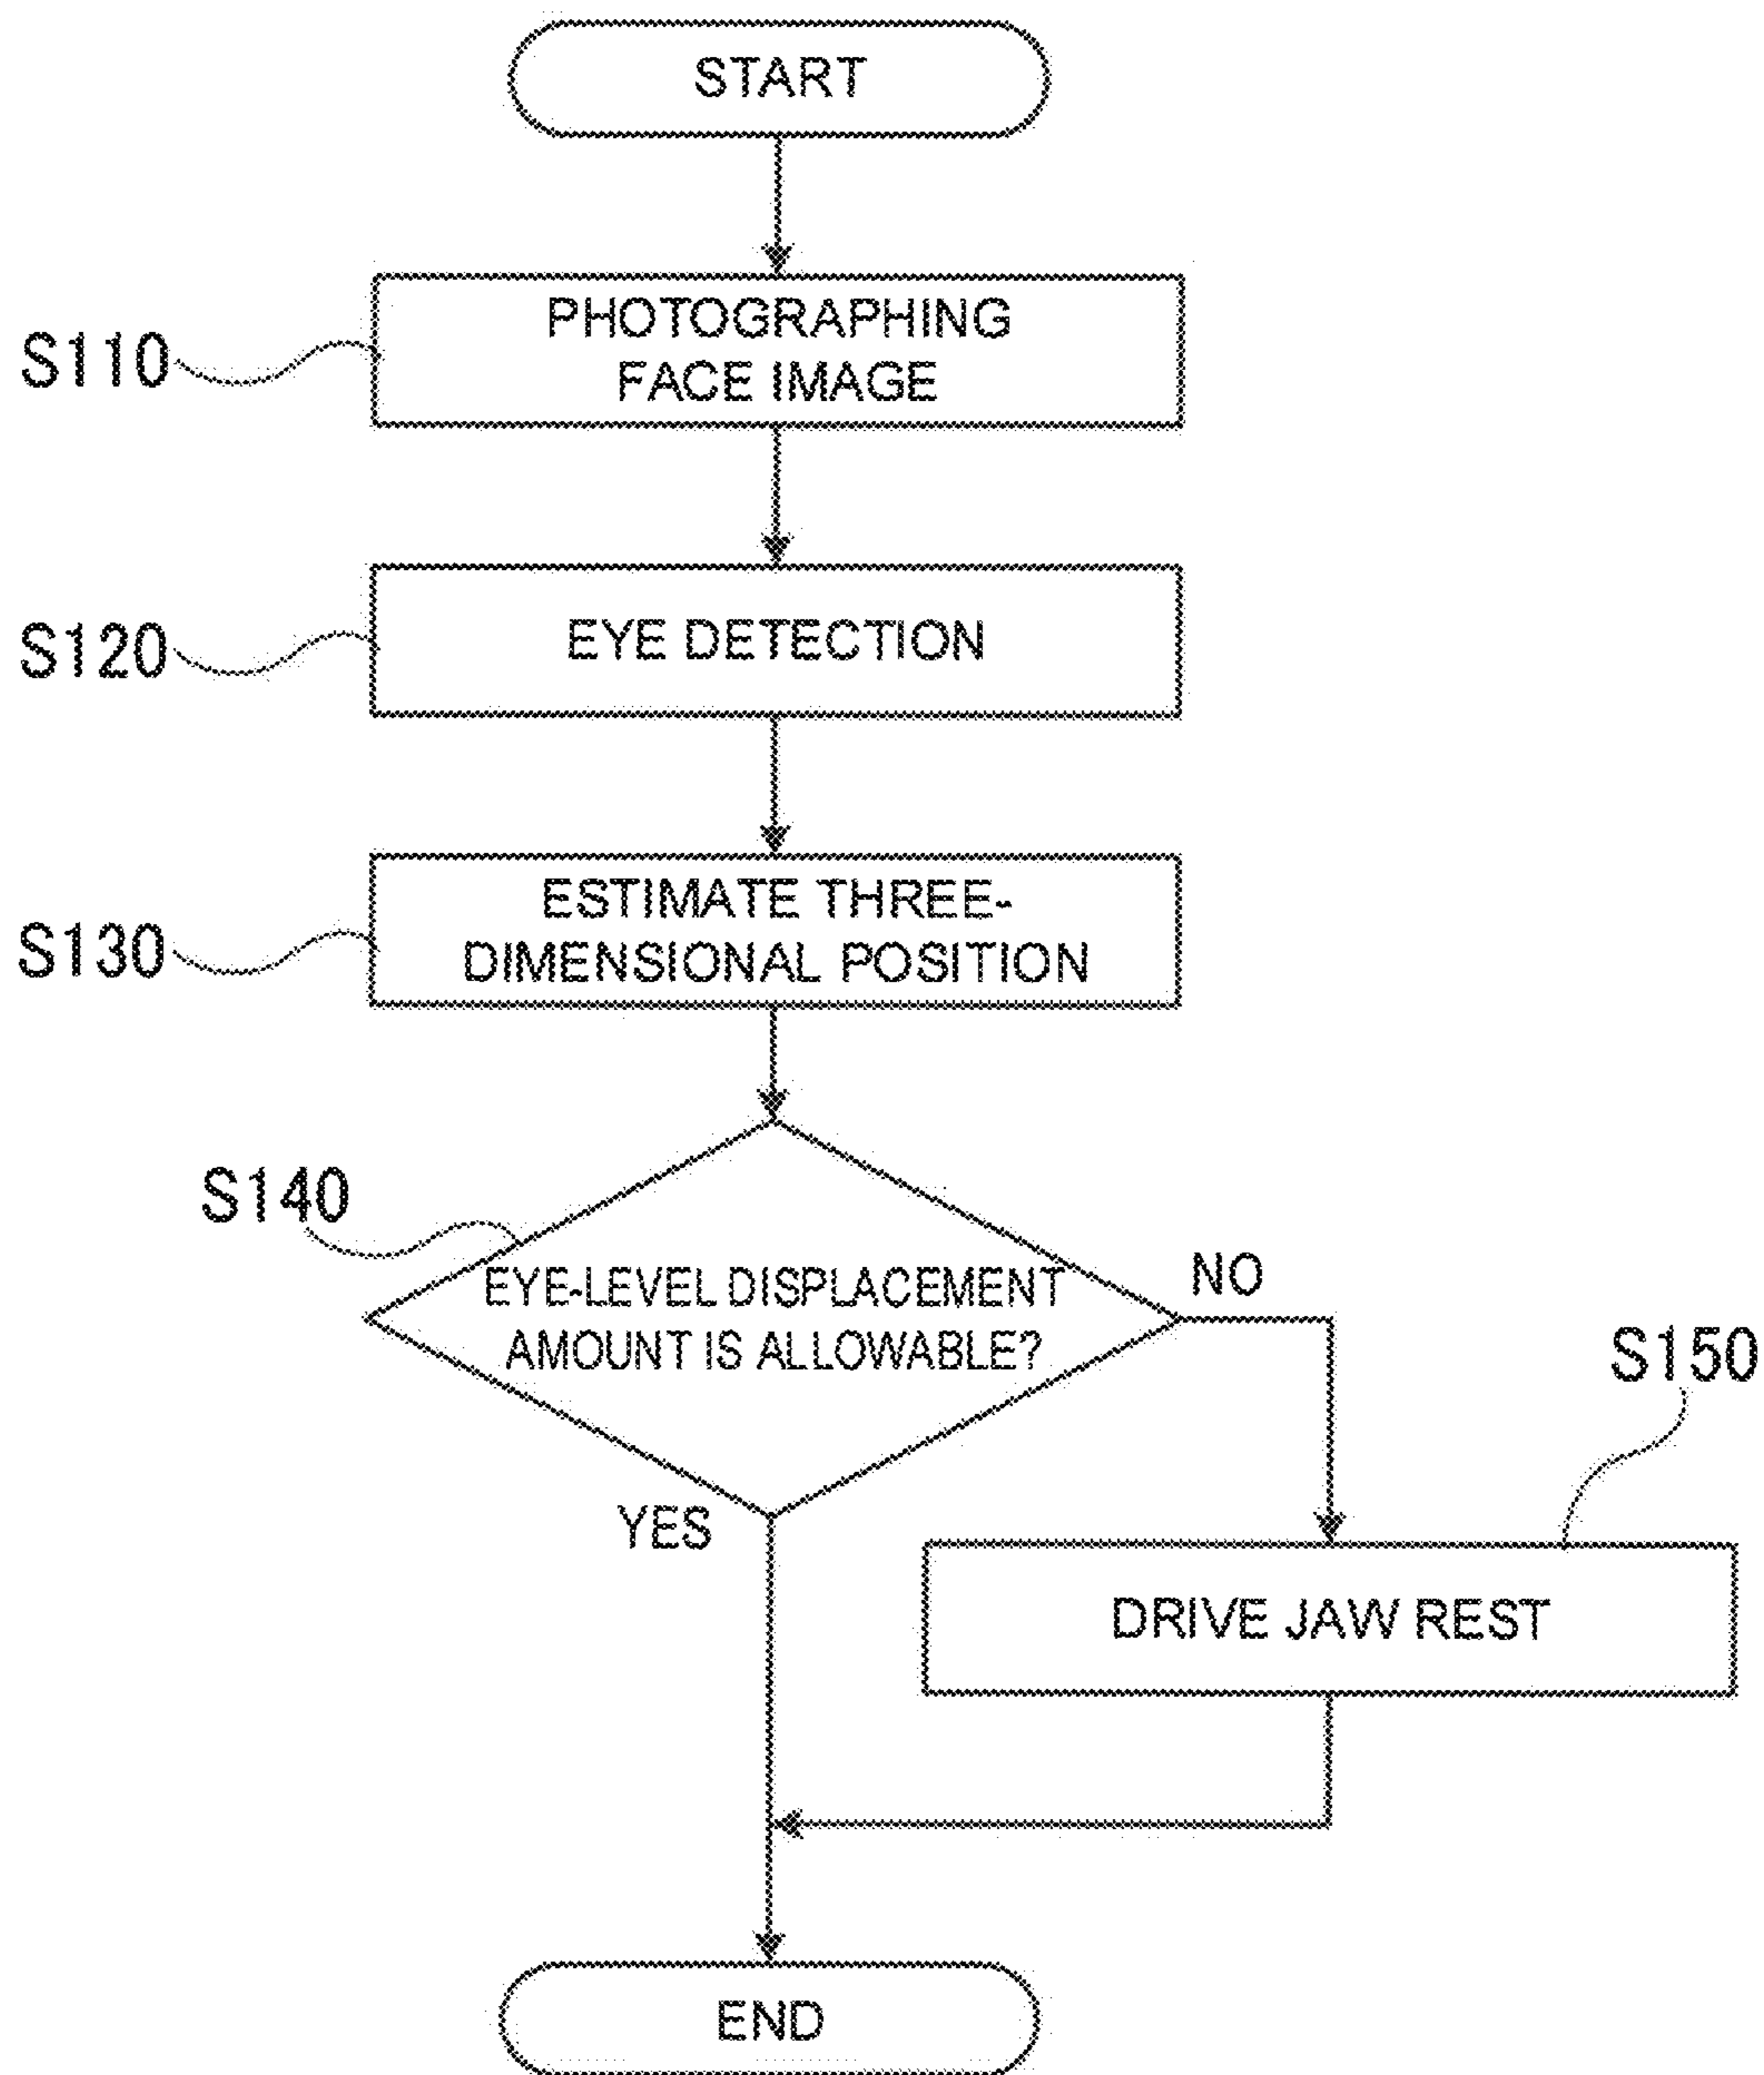 START
S110
PHOTOGRAPHING
FACE IMAGE
S120
EYE DETECTION
S130
ESTIMATE THREE-
DIMENSIONAL POSITION
S140
EYE-LEVEL DISPLACEMENT
AMOUNT IS ALLOWABLE?
NO
S150
YES
DRIVE JAW REST
END